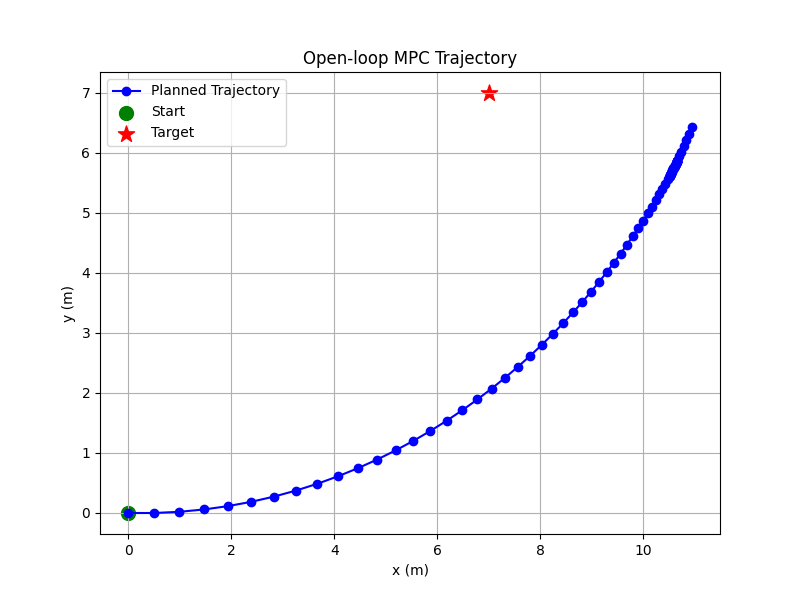 Open-loop MPC Trajectory
Planned Trajectory
Start
Target
7
6
5
4
3
2
1
0
y (m)
0 2 4 6 8 10
x (m)